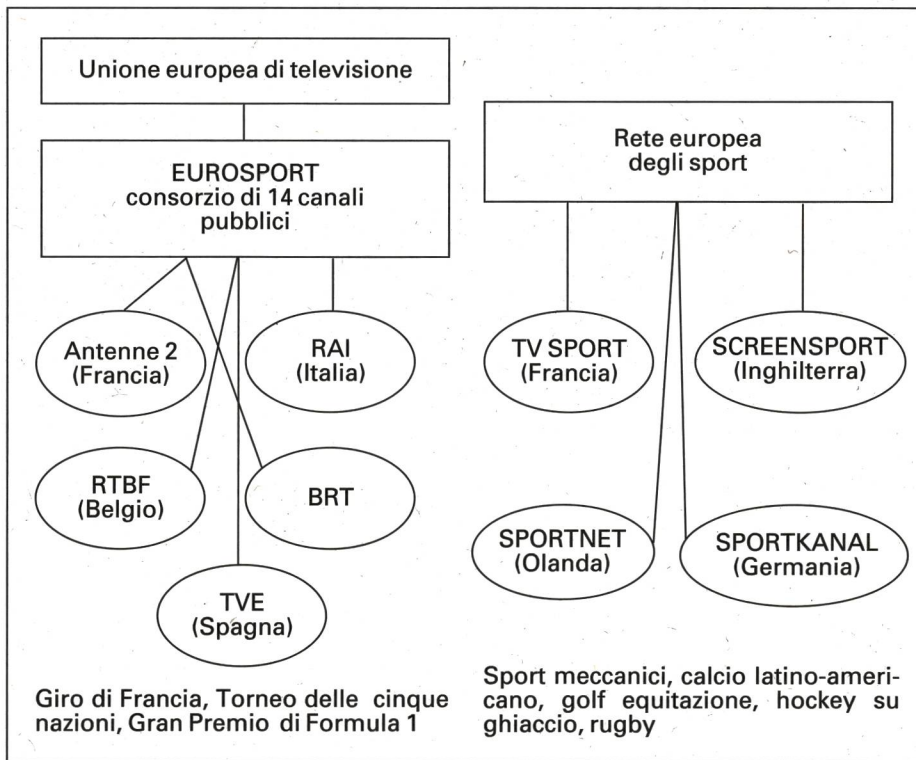 Unione europea di televisione
EUROSPORT
consorzio di 14 canali
pubblici
Antenne 2
(Francia)
RAI
(Italia)
RTBF
(Belgio)
BRT
TVE
(Spagna)
Giro di Francia, Torneo delle cinque
nazioni, Gran Premio di Formula 1
Rete europea
degli sport
TV SPORT
(Francia)
SCREENSPORT
(Inghilterra)
SPORTNET
(Olanda)
SPORTKANAL
(Germania)
Sport meccanici, calcio latino-ameri-
cano, golf equitazione, hockey su
ghiaccio, rugby